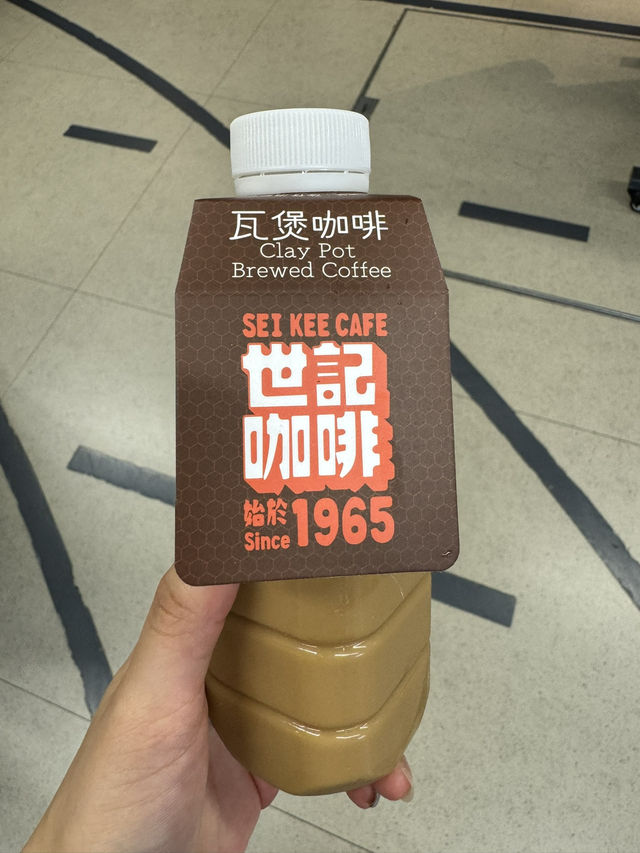 瓦煲咖啡
Clay Pot
Brewed Coffee
SEI KEE CAFE
世記
咖啡
始於
Since 1965